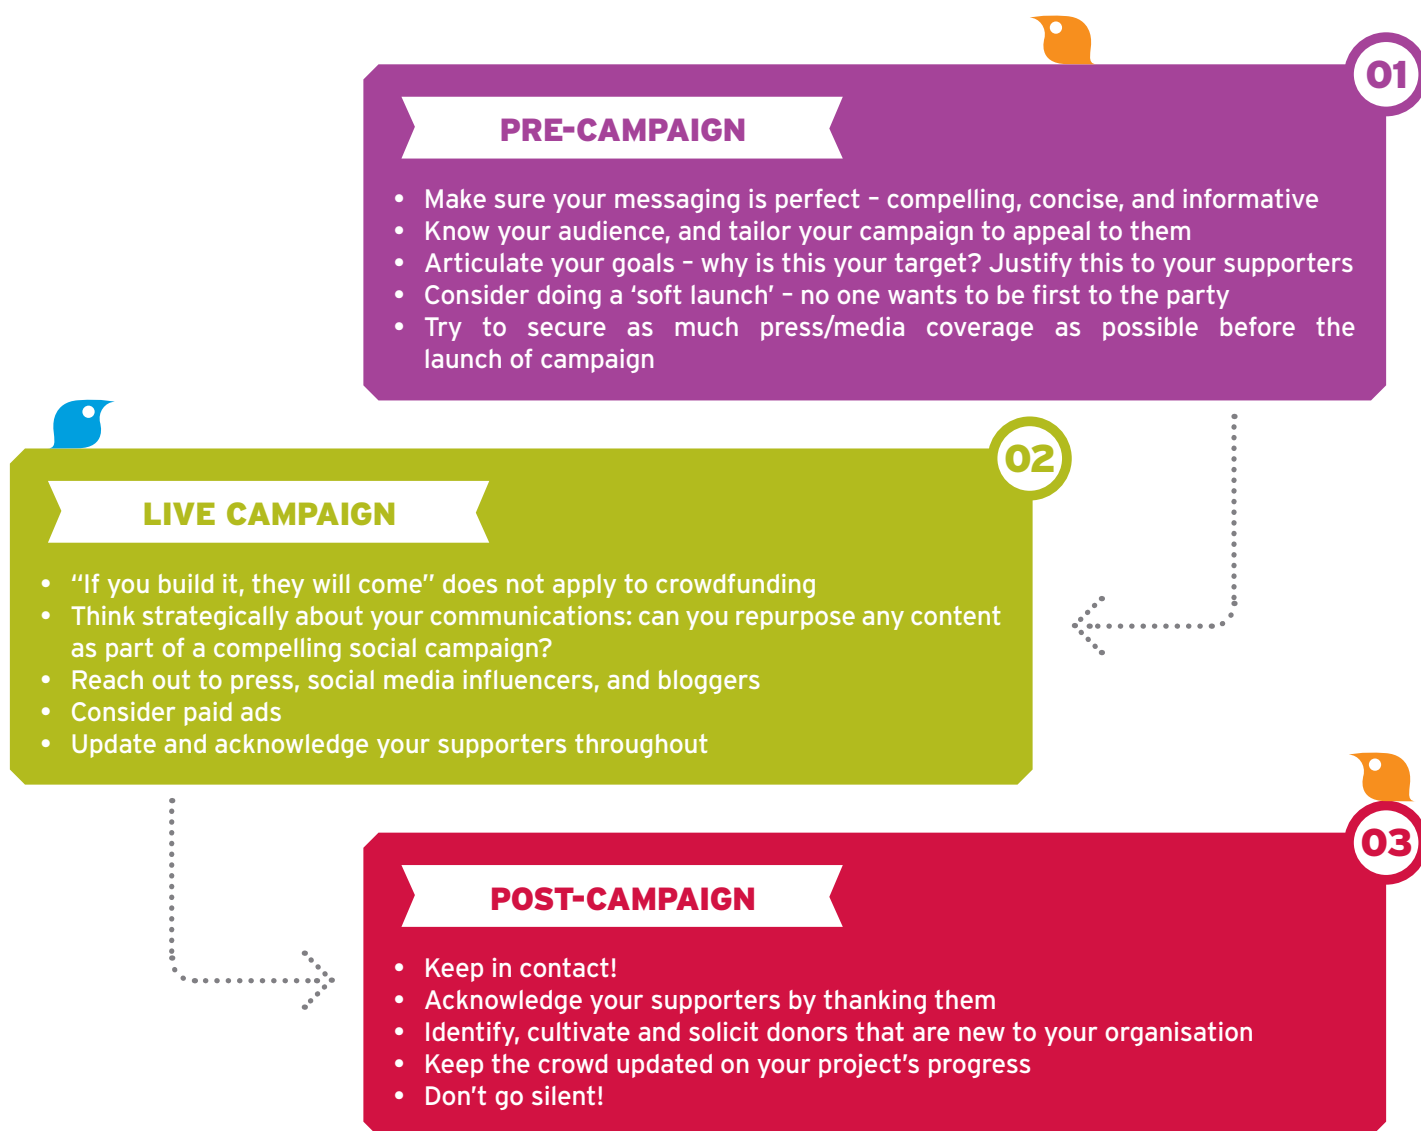 01
PRE-CAMPAIGN
• Make sure your messaging is perfect – compelling, concise, and informative
• Know your audience, and tailor your campaign to appeal to them
• Articulate your goals – why is this your target? Justify this to your supporters
• Consider doing a ‘soft launch’ – no one wants to be first to the party
• Try to secure as much press/media coverage as possible before the
launch of campaign
02
LIVE CAMPAIGN
• “If you build it, they will come” does not apply to crowdfunding
• Think strategically about your communications: can you repurpose any content
as part of a compelling social campaign?
• Reach out to press, social media influencers, and bloggers
• Consider paid ads
• Update and acknowledge your supporters throughout
03
POST-CAMPAIGN
• Keep in contact!
• Acknowledge your supporters by thanking them
• Identify, cultivate and solicit donors that are new to your organisation
• Keep the crowd updated on your project’s progress
• Don’t go silent!